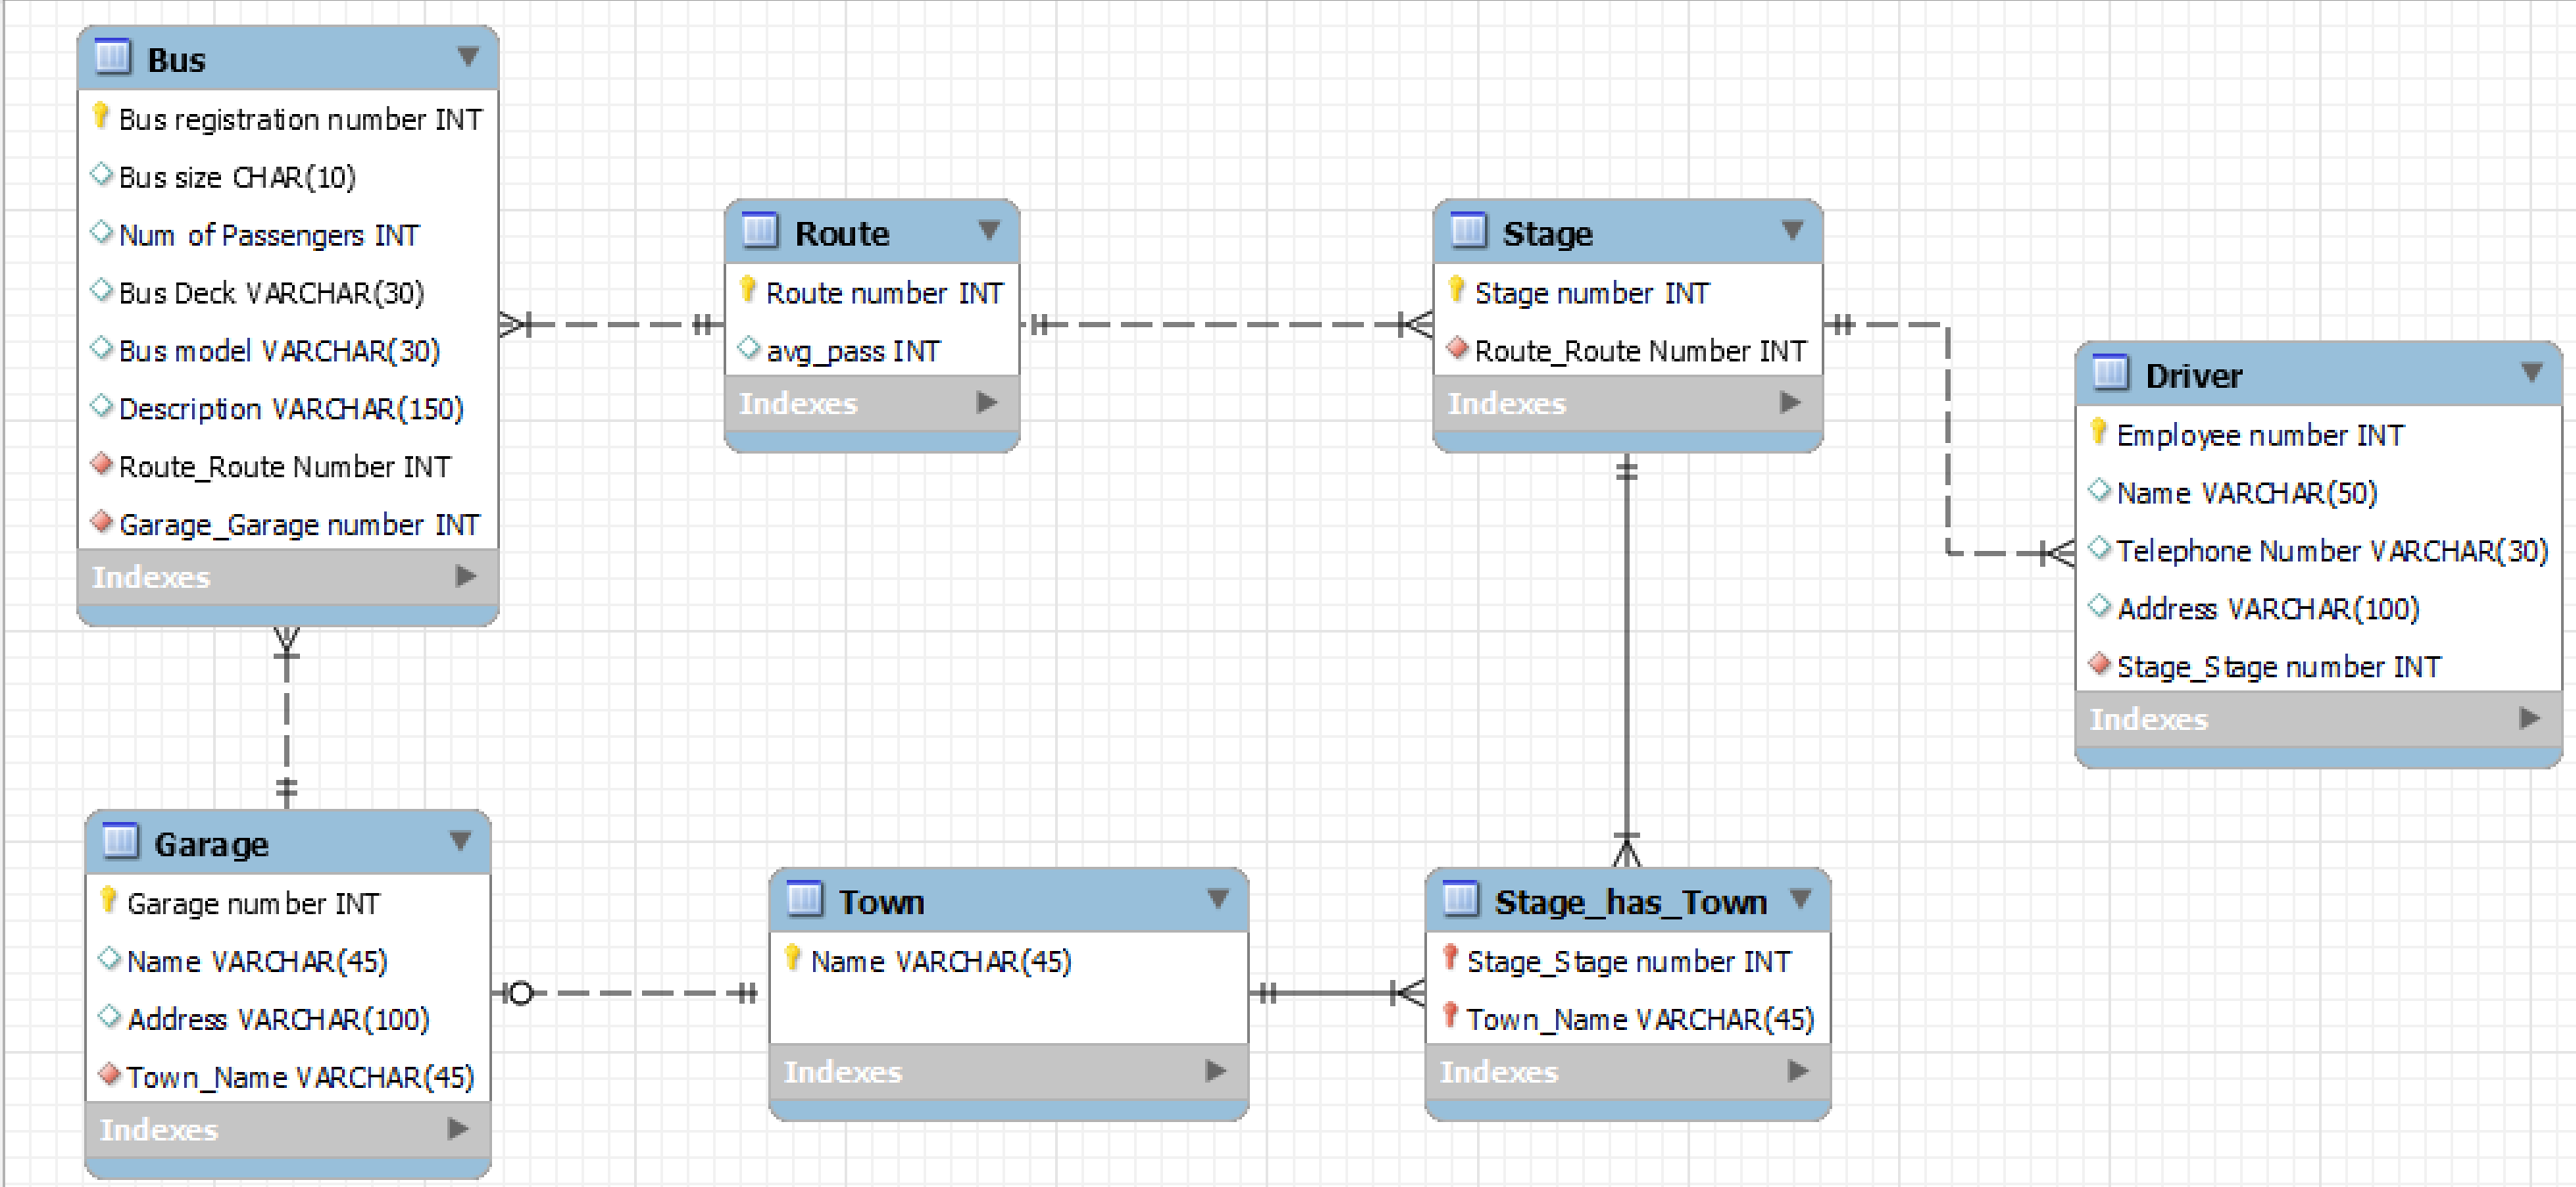 Bus
Bus registration number INT
Bus size CHAR(10)
Num of Passengers INT
Bus Deck VARCHAR(30)
Bus model VARCHAR(30)
Description VARCHAR(150)
Route_Route Number INT
Garage_Garage number INT
Indexes
Route
Route number INT
avg_pass INT
Indexes
Stage
Stage number INT
Route_Route Number INT
Indexes
Driver
Employee number INT
Name VARCHAR(50)
Telephone Number VARCHAR(30)
Address VARCHAR(100)
Stage_Stage number INT
Indexes
Garage
Garage number INT
Name VARCHAR(45)
Address VARCHAR(100)
Town_Name VARCHAR(45)
Indexes
Town
Name VARCHAR(45)
Indexes
Stage_has_Town
Stage_Stage number INT
Town_Name VARCHAR(45)
Indexes